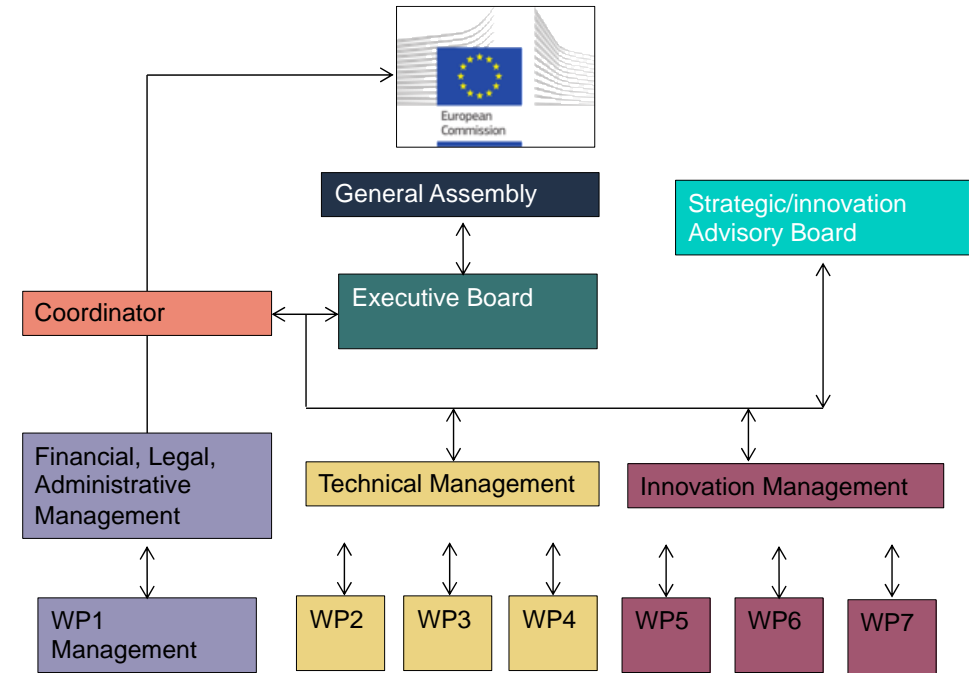 European
Commission
General Assembly
Strategic/innovation
Advisory Board
Executive Board
Coordinator
Financial, Legal,
Administrative
Management
Technical Management
Innovation Management
WP1
Management
WP2
WP3
WP4
WP5
WP6
WP7